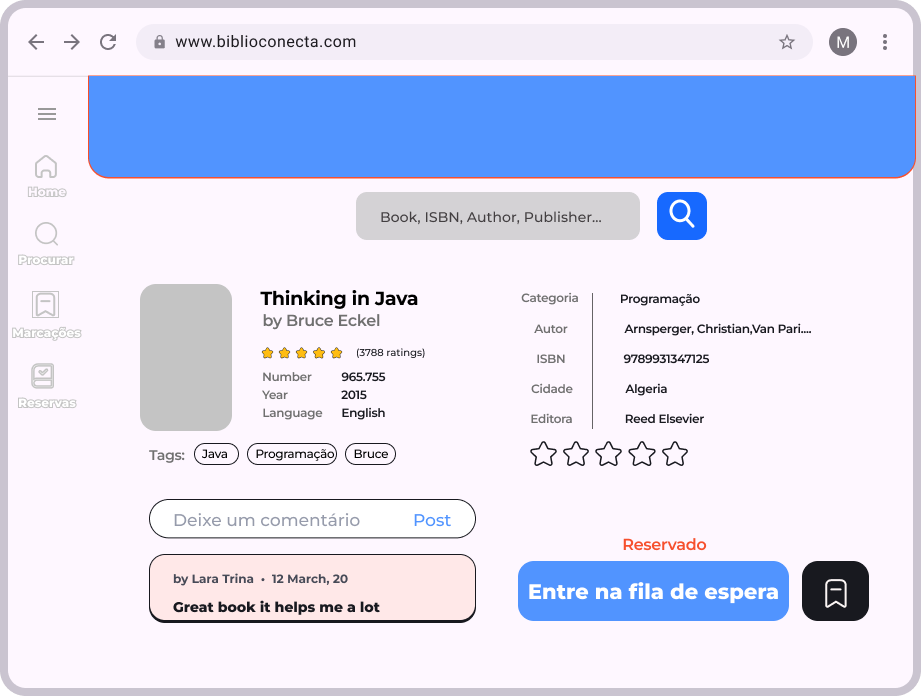 www.biblioconecta.com
M
Home
Procurar
Marcações
Reservas
Book, ISBN, Author, Publisher...
Thinking in Java
by Bruce Eckel
(3788 ratings)
Number 965.755
Year 2015
Language English
Tags: Java Programação Bruce
Categoria Programação
Autor Arnsperger, Christian,Van Pari....
ISBN 9789931347125
Cidade Algeria
Editora Reed Elsevier
Deixe um comentário Post
by Lara Trina • 12 March, 20
Great book it helps me a lot
Reservado
Entre na fila de espera